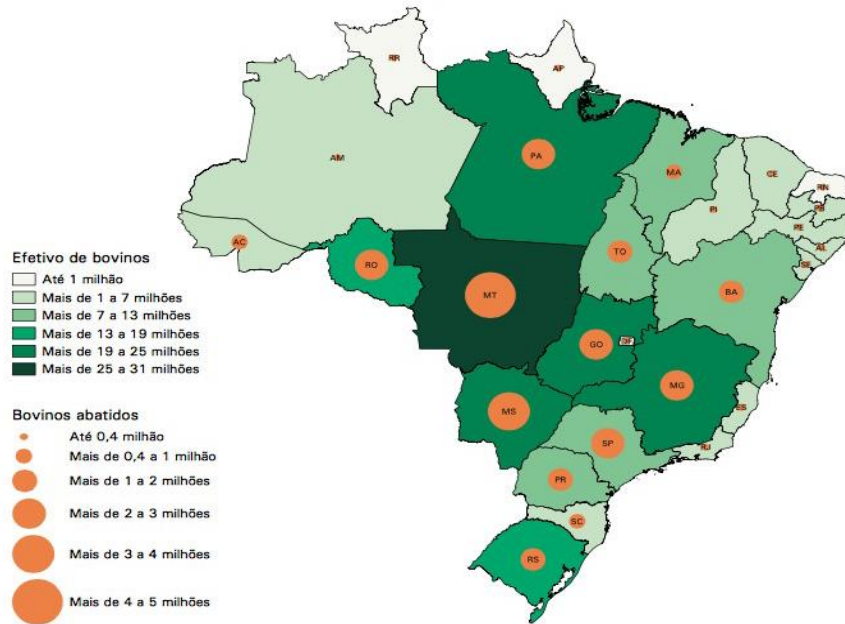 RR
AP
AM
PA
MA
CE
RN
PB
PI
PE
AL
SE
AC
TO
RO
BA
MT
DF
GO
MG
ES
MS
SP
RJ
PR
SC
RS
Efetivo de bovinos
Até 1 milhão
Mais de 1 a 7 milhões
Mais de 7 a 13 milhões
Mais de 13 a 19 milhões
Mais de 19 a 25 milhões
Mais de 25 a 31 milhões
Bovinos abatidos
Até 0,4 milhão
Mais de 0,4 a 1 milhão
Mais de 1 a 2 milhões
Mais de 2 a 3 milhões
Mais de 3 a 4 milhões
Mais de 4 a 5 milhões